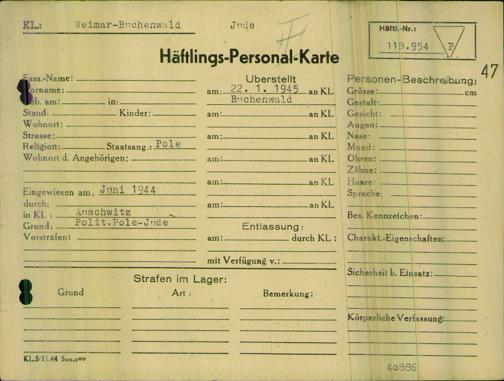 KL.: Weimar-Buchenwald Jude
Häftl.-Nr.:
118.954 P
Häftlings-Personal-Karte
47
Fam.-Name:
Vorname:
Geb. am: in:
Stand: Kinder:
Wohnort:
Strasse:
Religion: Staatsang.: Pole
Wohnort d. Angehörigen:
Eingewiesen am: Juni 1944
durch:
in KL: Auschwitz
Grund: Polit.Pole-Jude
Vorstrafen:
Überstellt
am: 22. 1. 1945 an KL
Buchenwald
am: an KL
am: an KL
am: an KL
am: an KL
am: an KL
Entlassung:
am: durch KL:
mit Verfügung v.:
Personen-Beschreibung:
Grösse: cm
Gestalt:
Gesicht:
Augen:
Nase:
Mund:
Ohren:
Zähne:
Haare:
Sprache:
Bes. Kennzeichen:
Charakt.-Eigenschaften:
Sicherheit b. Einsatz:
Körperliche Verfassung:
Strafen im Lager:
Grund Art: Bemerkung:
KL 5/11.44 500.000
40886